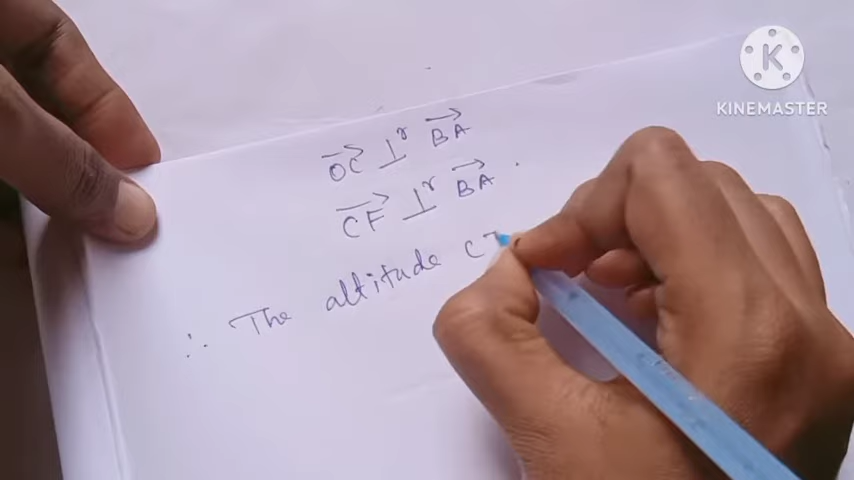 KINEMASTER
→OC ⊥ʳ →BA
→CF ⊥ʳ →BA .
∴ The altitude C